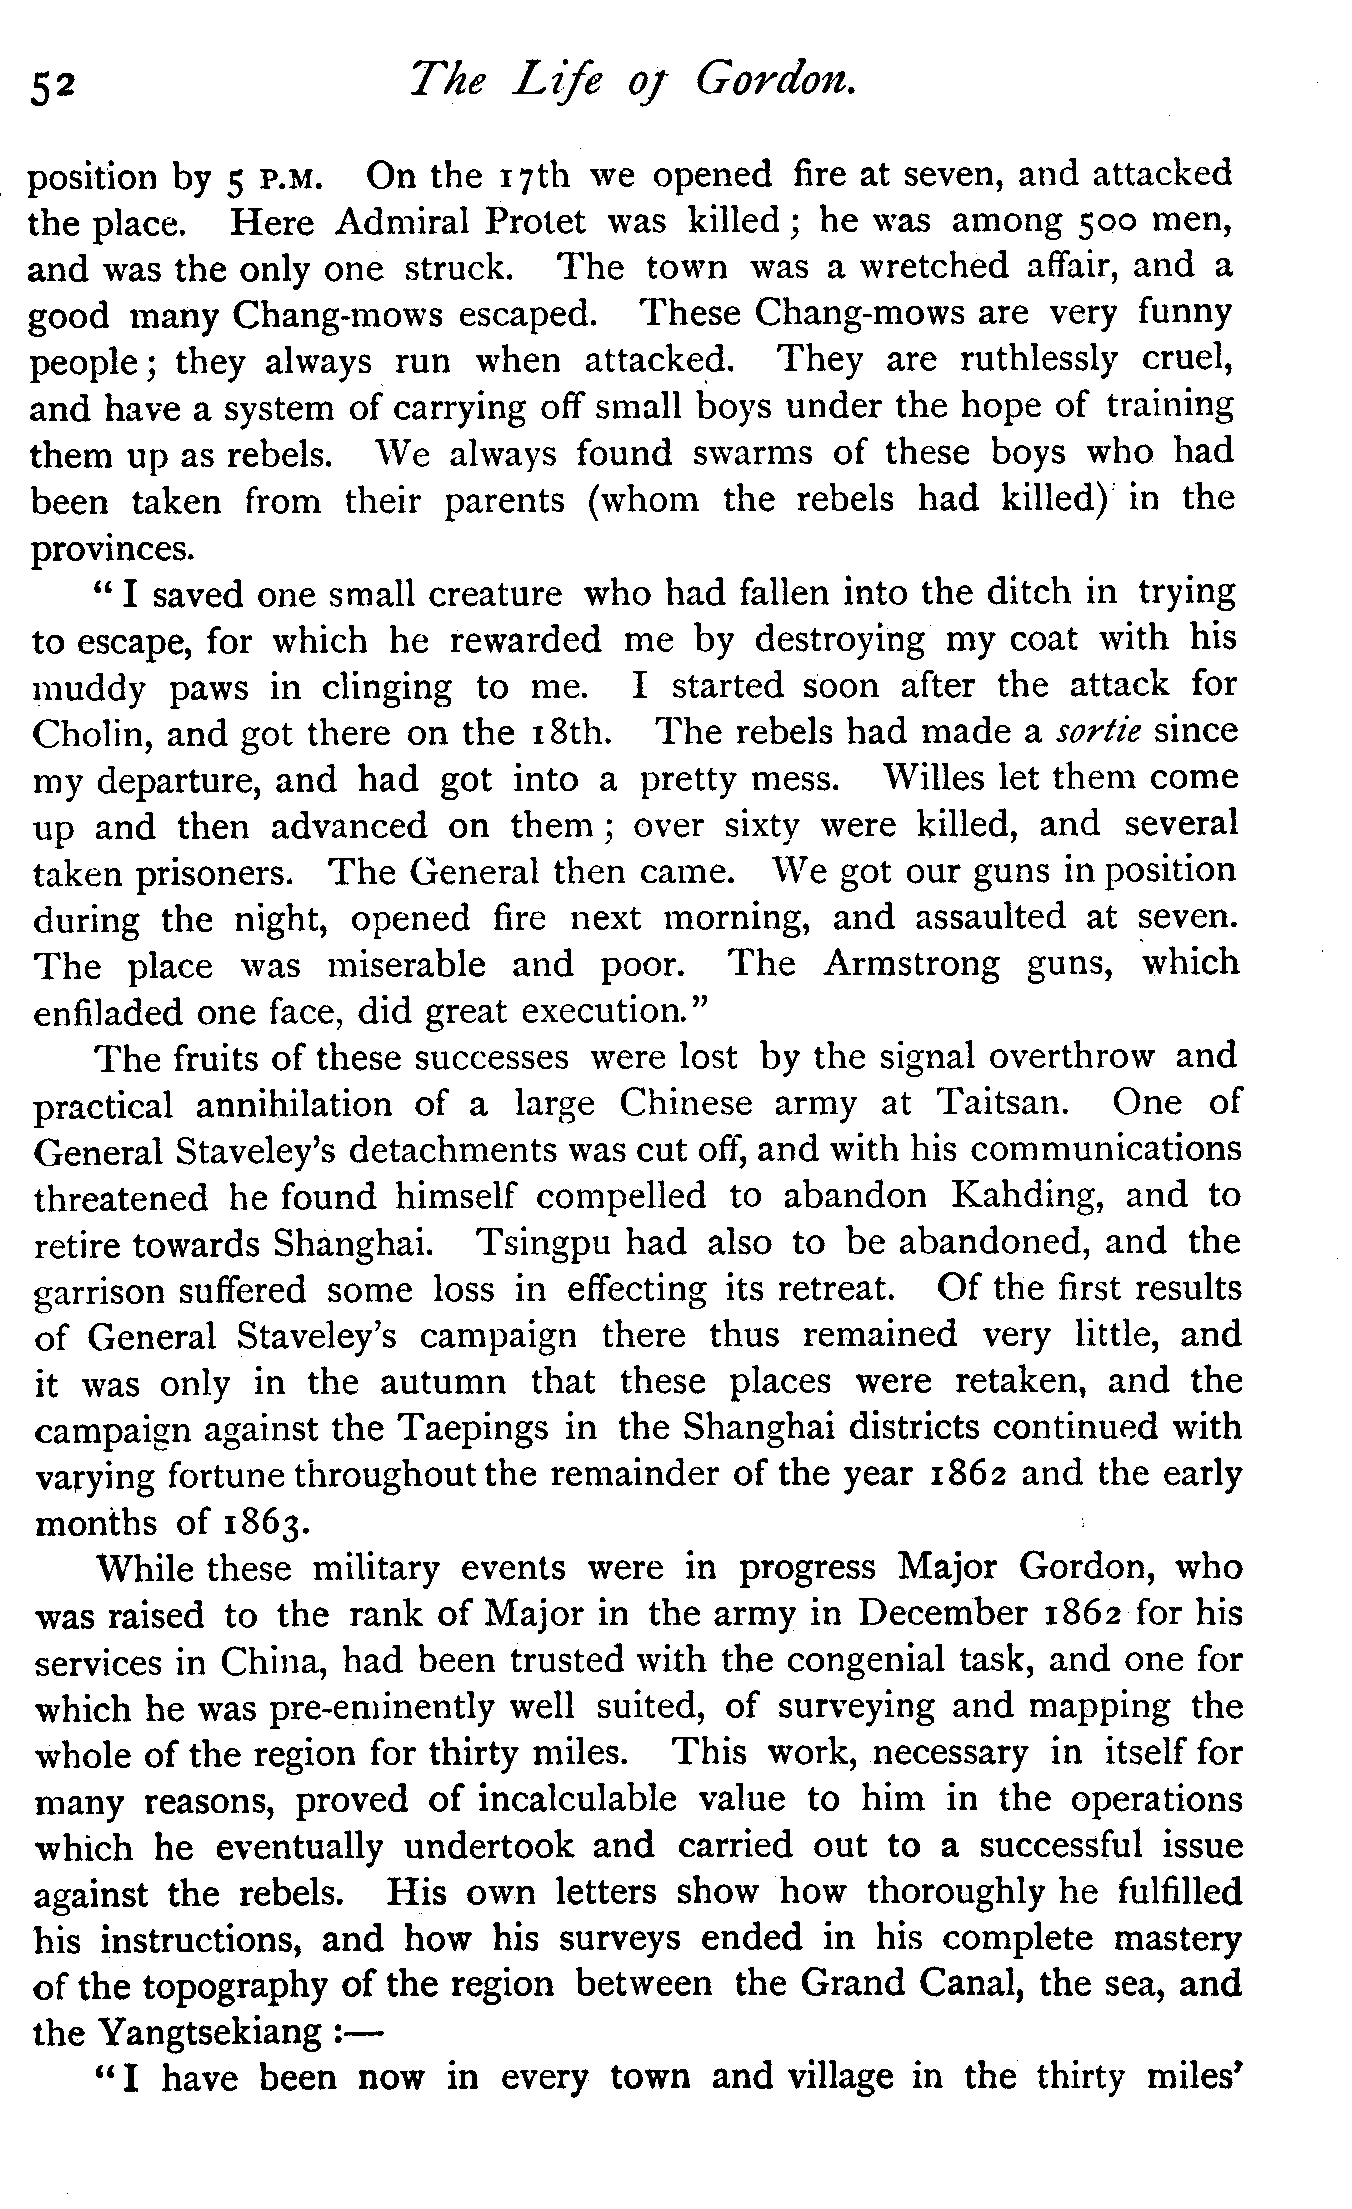 52 The Life of Gordon.
position by 5 P.M. On the 17th we opened fire at seven, and attacked
the place. Here Admiral Protet was killed; he was among 500 men,
and was the only one struck. The town was a wretched affair, and a
good many Chang-mows escaped. These Chang-mows are very funny
people; they always run when attacked. They are ruthlessly cruel,
and have a system of carrying off small boys under the hope of training
them up as rebels. We always found swarms of these boys who had
been taken from their parents (whom the rebels had killed) in the
provinces.
"I saved one small creature who had fallen into the ditch in trying
to escape, for which he rewarded me by destroying my coat with his
muddy paws in clinging to me. I started soon after the attack for
Cholin, and got there on the 18th. The rebels had made a sortie since
my departure, and had got into a pretty mess. Willes let them come
up and then advanced on them; over sixty were killed, and several
taken prisoners. The General then came. We got our guns in position
during the night, opened fire next morning, and assaulted at seven.
The place was miserable and poor. The Armstrong guns, which
enfiladed one face, did great execution."
The fruits of these successes were lost by the signal overthrow and
practical annihilation of a large Chinese army at Taitsan. One of
General Staveley's detachments was cut off, and with his communications
threatened he found himself compelled to abandon Kahding, and to
retire towards Shanghai. Tsingpu had also to be abandoned, and the
garrison suffered some loss in effecting its retreat. Of the first results
of General Staveley's campaign there thus remained very little, and
it was only in the autumn that these places were retaken, and the
campaign against the Taepings in the Shanghai districts continued with
varying fortune throughout the remainder of the year 1862 and the early
months of 1863.
While these military events were in progress Major Gordon, who
was raised to the rank of Major in the army in December 1862 for his
services in China, had been trusted with the congenial task, and one for
which he was pre-eminently well suited, of surveying and mapping the
whole of the region for thirty miles. This work, necessary in itself for
many reasons, proved of incalculable value to him in the operations
which he eventually undertook and carried out to a successful issue
against the rebels. His own letters show how thoroughly he fulfilled
his instructions, and how his surveys ended in his complete mastery
of the topography of the region between the Grand Canal, the sea, and
the Yangtsekiang :—
"I have been now in every town and village in the thirty miles'